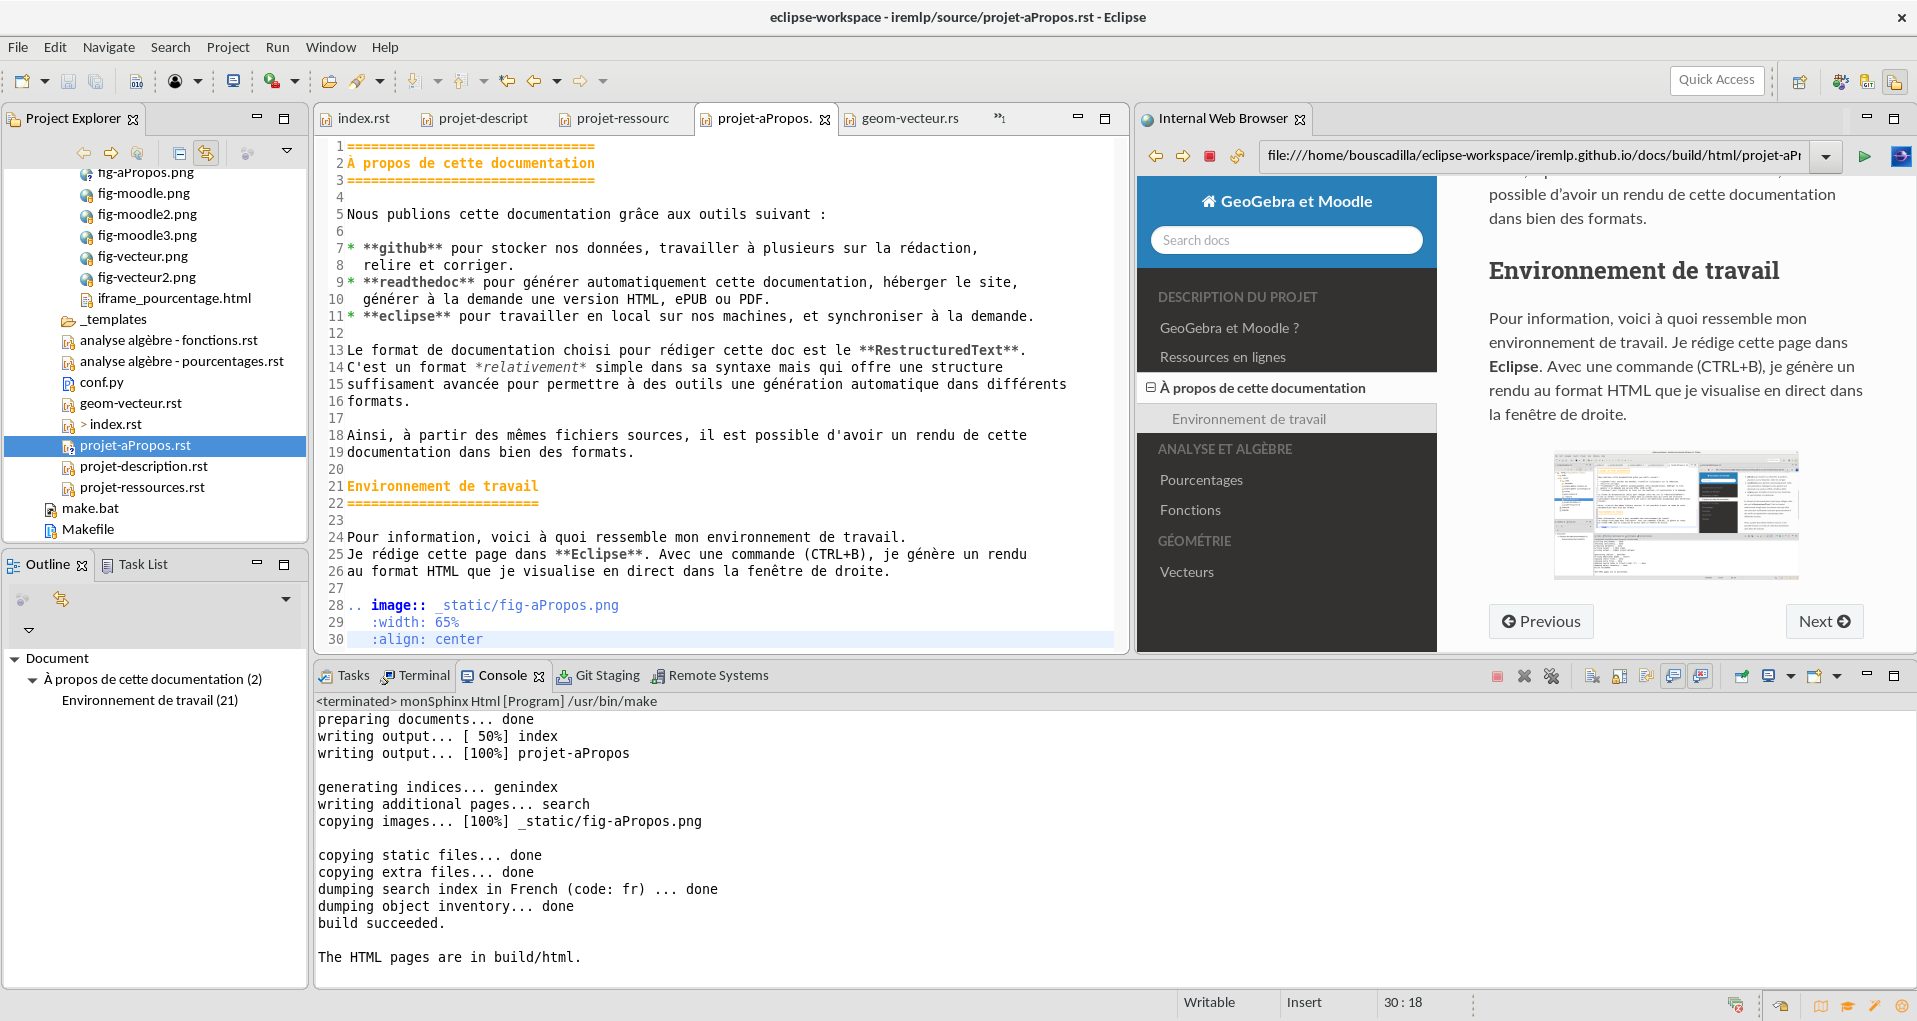 eclipse-workspace - iremlp/source/projet-aPropos.rst - Eclipse
File Edit Navigate Search Project Run Window Help
Quick Access
Project Explorer
fig-aPropos.png
fig-moodle.png
fig-moodle2.png
fig-moodle3.png
fig-vecteur.png
fig-vecteur2.png
iframe_pourcentage.html
_templates
analyse algèbre - fonctions.rst
analyse algèbre - pourcentages.rst
conf.py
geom-vecteur.rst
> index.rst
projet-aPropos.rst
projet-description.rst
projet-ressources.rst
make.bat
Makefile
Outline Task List
Document
À propos de cette documentation (2)
Environnement de travail (21)
index.rst projet-descript projet-ressourc projet-aPropos. geom-vecteur.rs »1
1 ===============================
2 À propos de cette documentation
3 ===============================
4
5 Nous publions cette documentation grâce aux outils suivant :
6
7 * **github** pour stocker nos données, travailler à plusieurs sur la rédaction,
8   relire et corriger.
9 * **readthedoc** pour générer automatiquement cette documentation, héberger le site,
10   générer à la demande une version HTML, ePUB ou PDF.
11 * **eclipse** pour travailler en local sur nos machines, et synchroniser à la demande.
12
13 Le format de documentation choisi pour rédiger cette doc est le **RestructuredText**.
14 C'est un format *relativement* simple dans sa syntaxe mais qui offre une structure
15 suffisament avancée pour permettre à des outils une génération automatique dans différents
16 formats.
17
18 Ainsi, à partir des mêmes fichiers sources, il est possible d'avoir un rendu de cette
19 documentation dans bien des formats.
20
21 Environnement de travail
22 ========================
23
24 Pour information, voici à quoi ressemble mon environnement de travail.
25 Je rédige cette page dans **Eclipse**. Avec une commande (CTRL+B), je génère un rendu
26 au format HTML que je visualise en direct dans la fenêtre de droite.
27
28 .. image:: _static/fig-aPropos.png
29    :width: 65%
30    :align: center
Internal Web Browser
file:///home/bouscadilla/eclipse-workspace/iremlp.github.io/docs/build/html/projet-aPr
GeoGebra et Moodle
Search docs
DESCRIPTION DU PROJET
GeoGebra et Moodle ?
Ressources en lignes
À propos de cette documentation
Environnement de travail
ANALYSE ET ALGÈBRE
Pourcentages
Fonctions
GÉOMÉTRIE
Vecteurs
possible d'avoir un rendu de cette documentation
dans bien des formats.
Environnement de travail
Pour information, voici à quoi ressemble mon
environnement de travail. Je rédige cette page dans
Eclipse. Avec une commande (CTRL+B), je génère un
rendu au format HTML que je visualise en direct dans
la fenêtre de droite.
Previous Next
Tasks Terminal Console Git Staging Remote Systems
<terminated> monSphinx Html [Program] /usr/bin/make
preparing documents... done
writing output... [ 50%] index
writing output... [100%] projet-aPropos
generating indices... genindex
writing additional pages... search
copying images... [100%] _static/fig-aPropos.png
copying static files... done
copying extra files... done
dumping search index in French (code: fr) ... done
dumping object inventory... done
build succeeded.
The HTML pages are in build/html.
Writable Insert 30 : 18